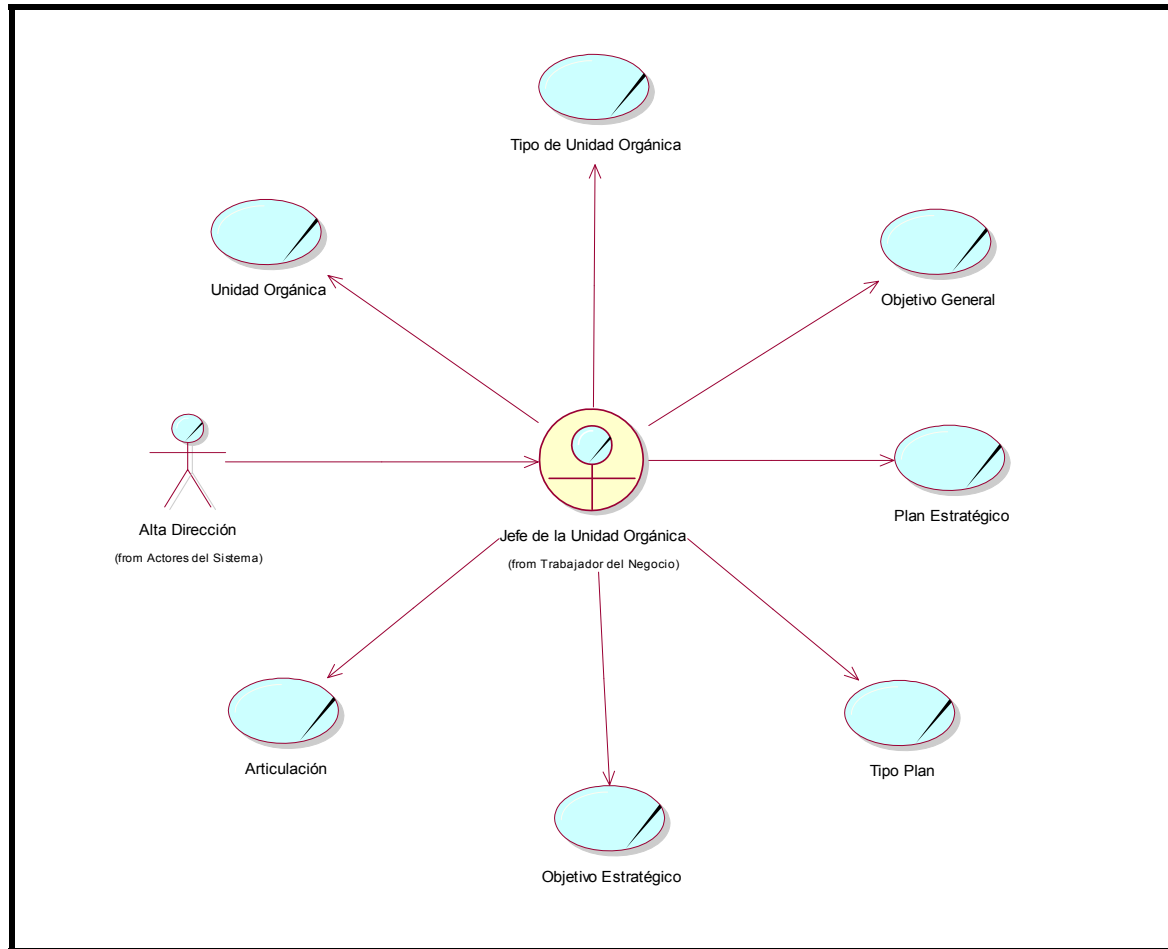 Tipo de Unidad Orgánica
Unidad Orgánica
Objetivo General
Alta Dirección
(from Actores del Sistema)
Jefe de la Unidad Orgánica
(from Trabajador del Negocio)
Plan Estratégico
Articulación
Tipo Plan
Objetivo Estratégico